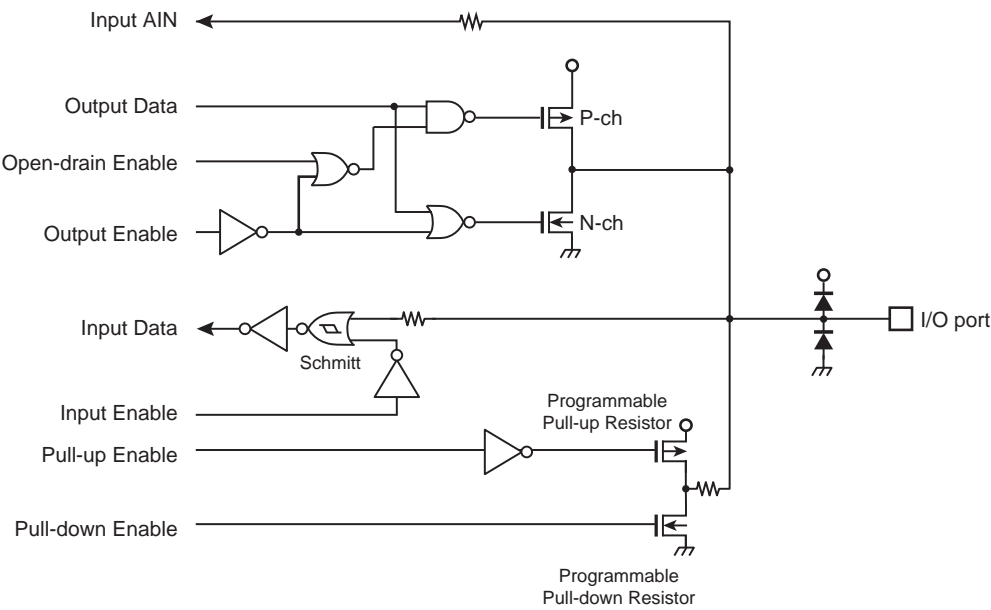 Input AIN
Output Data
P-ch
Open-drain Enable
N-ch
Output Enable
I/O port
Input Data
Schmitt
Input Enable
Programmable
Pull-up Resistor
Pull-up Enable
Pull-down Enable
Programmable
Pull-down Resistor